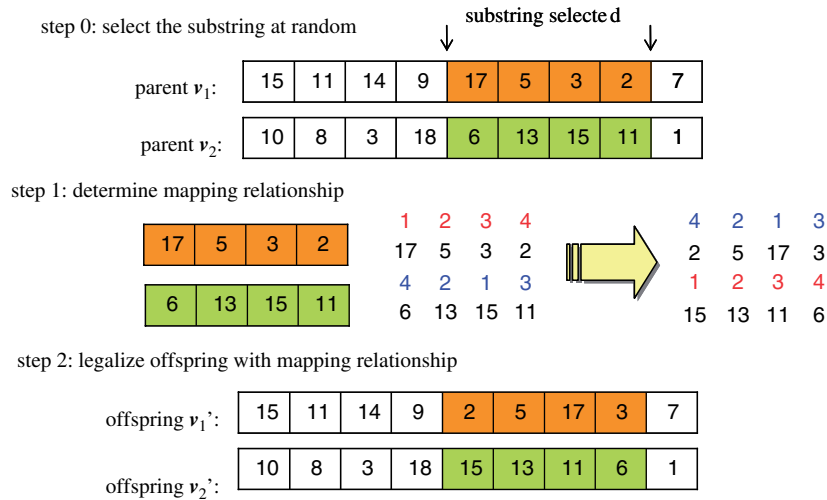 step 0: select the substring at random
substring selected
parent v1: 15 11 14 9 17 5 3 2 7
parent v2: 10 8 3 18 6 13 15 11 1
step 1: determine mapping relationship
17 5 3 2
6 13 15 11
1 2 3 4
17 5 3 2
4 2 1 3
6 13 15 11
4 2 1 3
2 5 17 3
1 2 3 4
15 13 11 6
step 2: legalize offspring with mapping relationship
offspring v1': 15 11 14 9 2 5 17 3 7
offspring v2': 10 8 3 18 15 13 11 6 1